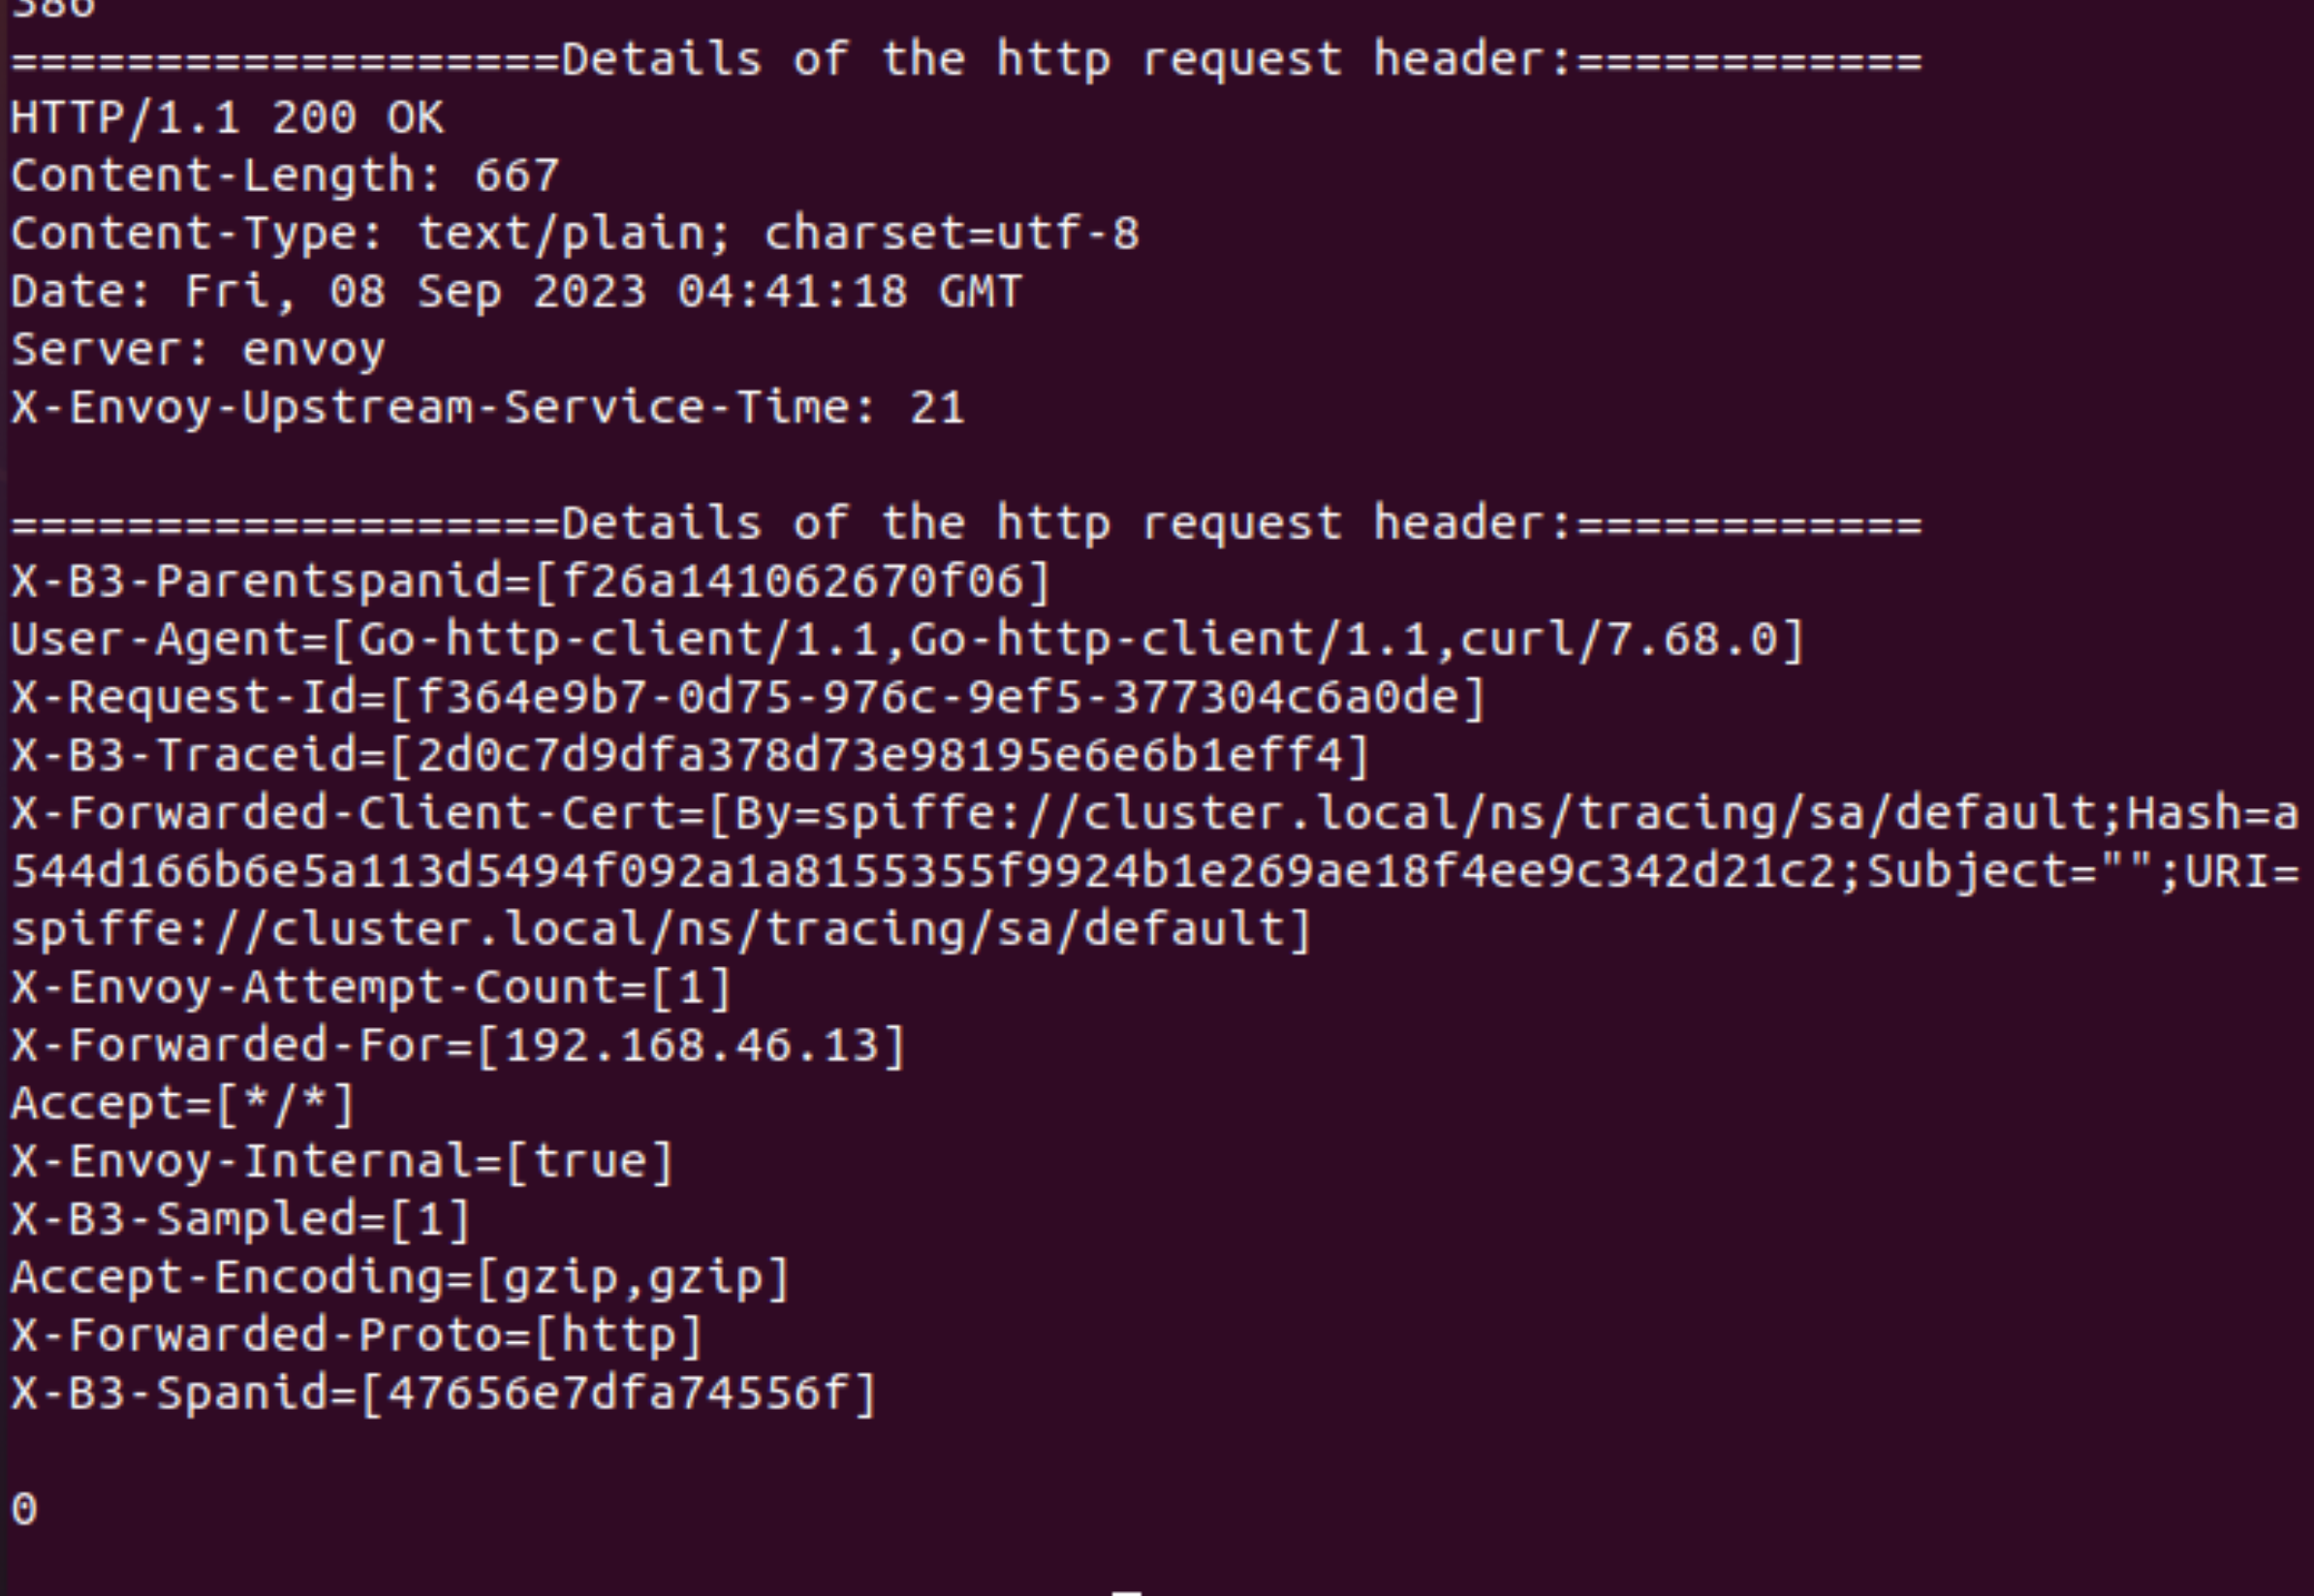 386
===================Details of the http request header:============
HTTP/1.1 200 OK
Content-Length: 667
Content-Type: text/plain; charset=utf-8
Date: Fri, 08 Sep 2023 04:41:18 GMT
Server: envoy
X-Envoy-Upstream-Service-Time: 21
===================Details of the http request header:============
X-B3-Parentspanid=[f26a141062670f06]
User-Agent=[Go-http-client/1.1,Go-http-client/1.1,curl/7.68.0]
X-Request-Id=[f364e9b7-0d75-976c-9ef5-377304c6a0de]
X-B3-Traceid=[2d0c7d9dfa378d73e98195e6e6b1eff4]
X-Forwarded-Client-Cert=[By=spiffe://cluster.local/ns/tracing/sa/default;Hash=a
544d166b6e5a113d5494f092a1a8155355f9924b1e269ae18f4ee9c342d21c2;Subject="";URI=
spiffe://cluster.local/ns/tracing/sa/default]
X-Envoy-Attempt-Count=[1]
X-Forwarded-For=[192.168.46.13]
Accept=[*/*]
X-Envoy-Internal=[true]
X-B3-Sampled=[1]
Accept-Encoding=[gzip,gzip]
X-Forwarded-Proto=[http]
X-B3-Spanid=[47656e7dfa74556f]
0